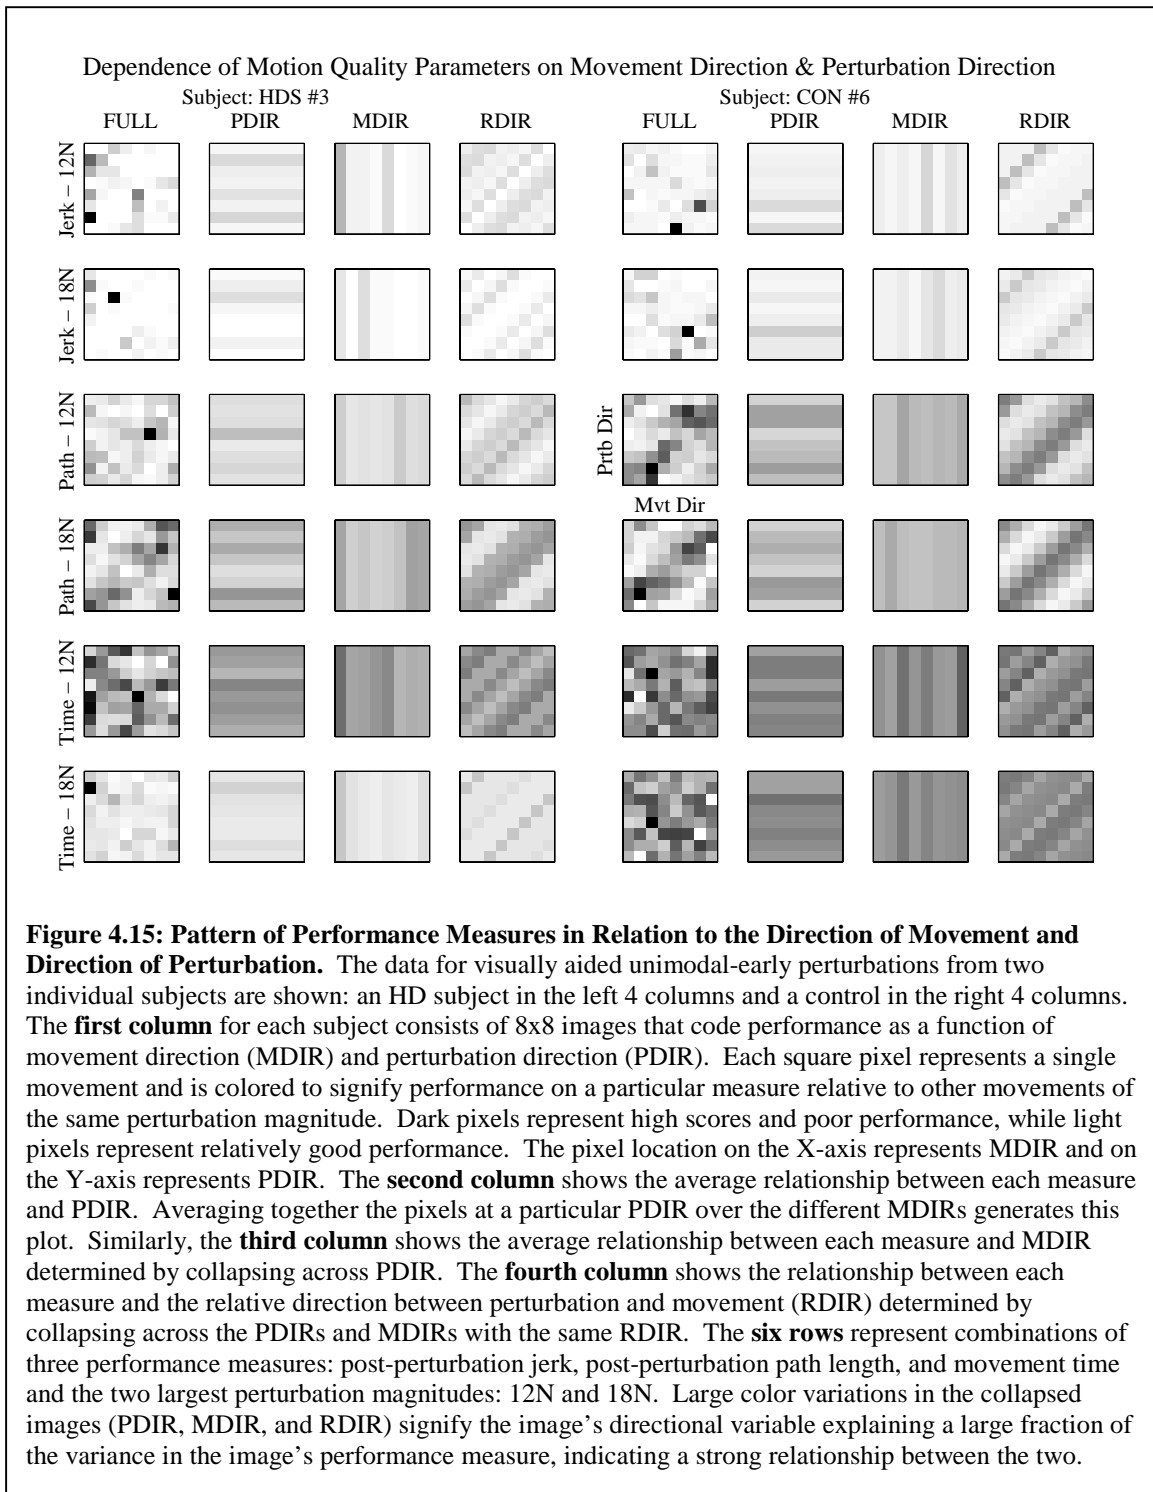 Dependence of Motion Quality Parameters on Movement Direction & Perturbation Direction
Subject: HDS #3
Subject: CON #6
FULL PDIR MDIR RDIR FULL PDIR MDIR RDIR
Jerk − 12N
Jerk − 18N
Path − 12N
Prtb Dir
Mvt Dir
Path − 18N
Time − 12N
Time − 18N
Figure 4.15: Pattern of Performance Measures in Relation to the Direction of Movement and
Direction of Perturbation. The data for visually aided unimodal-early perturbations from two
individual subjects are shown: an HD subject in the left 4 columns and a control in the right 4 columns.
The first column for each subject consists of 8x8 images that code performance as a function of
movement direction (MDIR) and perturbation direction (PDIR). Each square pixel represents a single
movement and is colored to signify performance on a particular measure relative to other movements of
the same perturbation magnitude. Dark pixels represent high scores and poor performance, while light
pixels represent relatively good performance. The pixel location on the X-axis represents MDIR and on
the Y-axis represents PDIR. The second column shows the average relationship between each measure
and PDIR. Averaging together the pixels at a particular PDIR over the different MDIRs generates this
plot. Similarly, the third column shows the average relationship between each measure and MDIR
determined by collapsing across PDIR. The fourth column shows the relationship between each
measure and the relative direction between perturbation and movement (RDIR) determined by
collapsing across the PDIRs and MDIRs with the same RDIR. The six rows represent combinations of
three performance measures: post-perturbation jerk, post-perturbation path length, and movement time
and the two largest perturbation magnitudes: 12N and 18N. Large color variations in the collapsed
images (PDIR, MDIR, and RDIR) signify the image's directional variable explaining a large fraction of
the variance in the image's performance measure, indicating a strong relationship between the two.